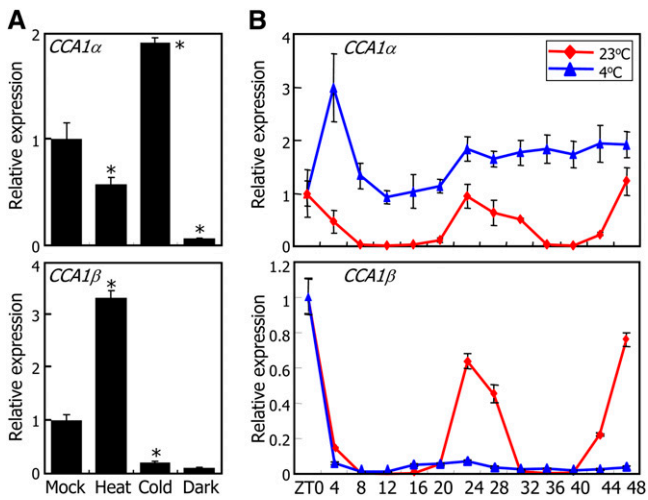 A
CCA1α
Relative expression
2
1
0
*
*
*
CCA1β
Relative expression
4
3
2
1
0
*
*
Mock Heat Cold Dark
B
CCA1α
23°C
4°C
Relative expression
4
3
2
1
0
CCA1β
Relative expression
1.2
1
0.8
0.6
0.4
0.2
0
ZT0 4 8 12 16 20 24 28 32 36 40 44 48